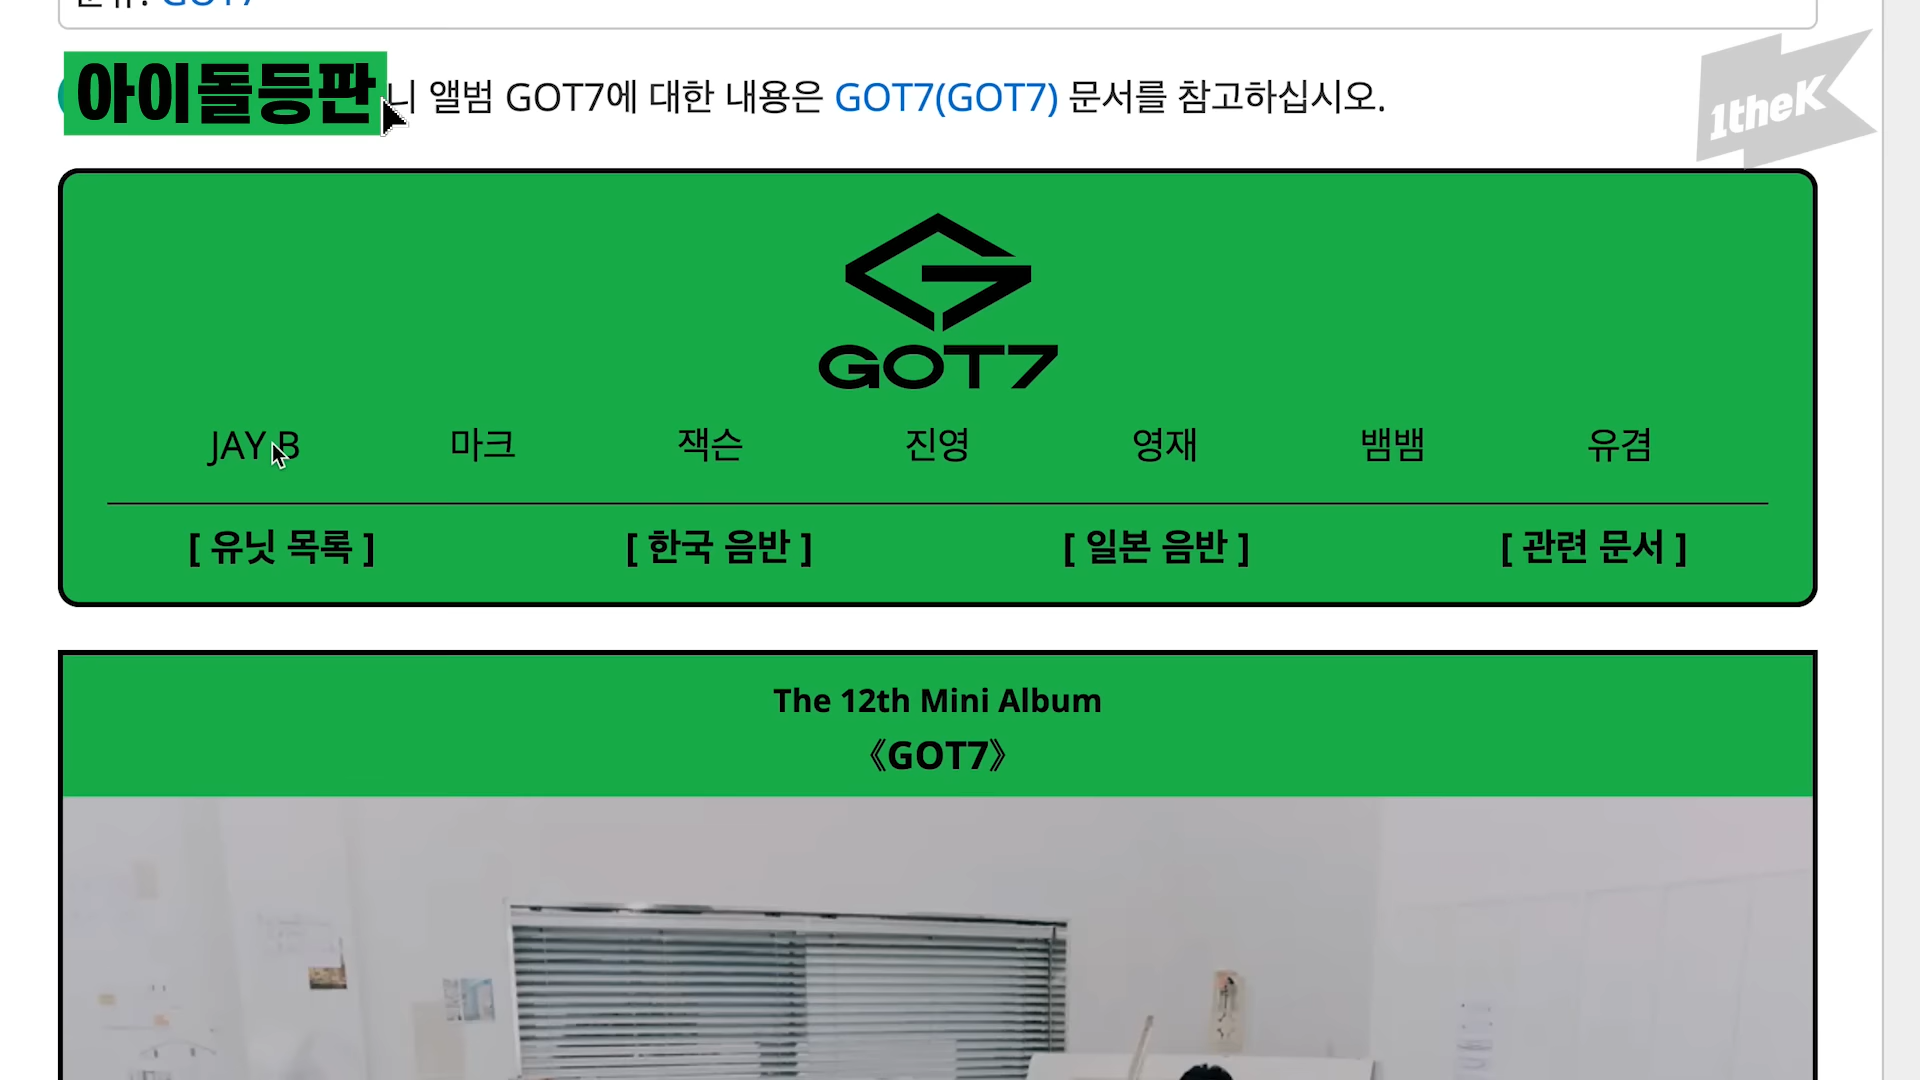 GOT7
아이돌등판
니 앨범 GOT7에 대한 내용은 GOT7(GOT7) 문서를 참고하십시오.
1theK
GOT7
JAY B 마크 잭슨 진영 영재 뱀뱀 유겸
[ 유닛 목록 ] [ 한국 음반 ] [ 일본 음반 ] [ 관련 문서 ]
The 12th Mini Album
《GOT7》